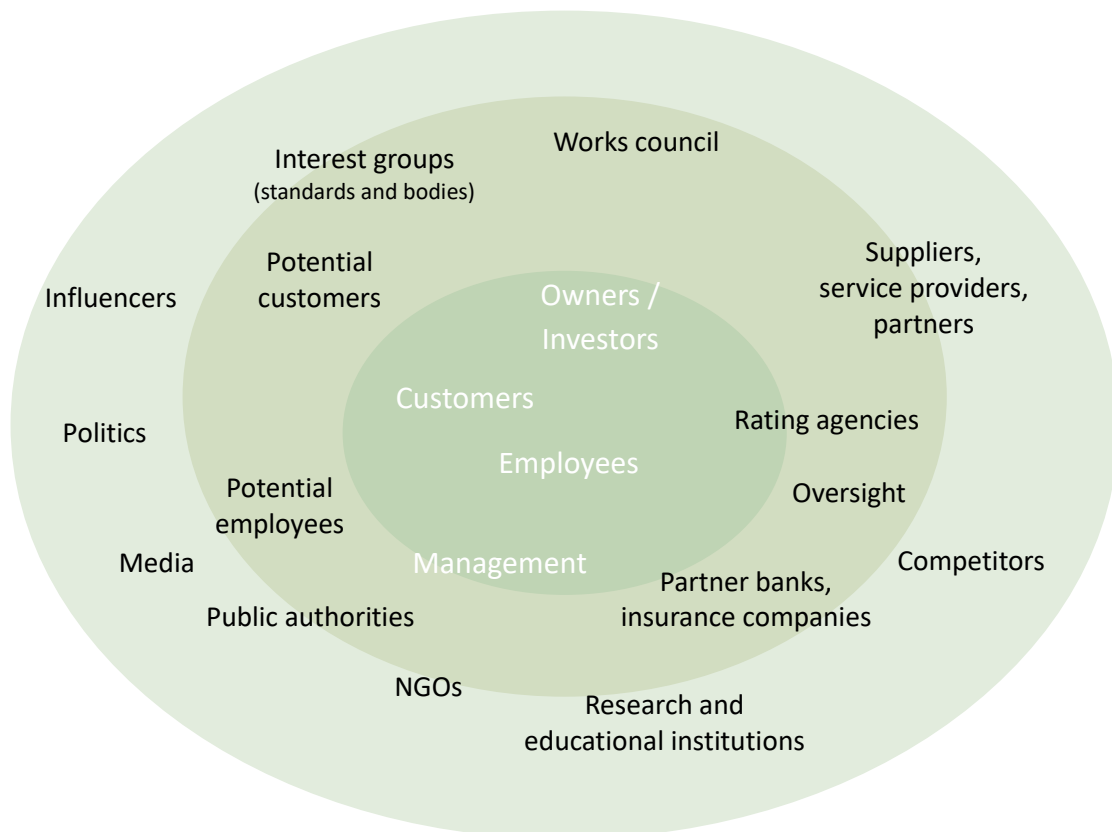 Works council
Interest groups
(standards and bodies)
Suppliers,
service providers,
partners
Potential
customers
Influencers
Owners /
Investors
Customers
Rating agencies
Politics
Employees
Potential
employees
Oversight
Media
Management
Competitors
Partner banks,
insurance companies
Public authorities
NGOs
Research and
educational institutions